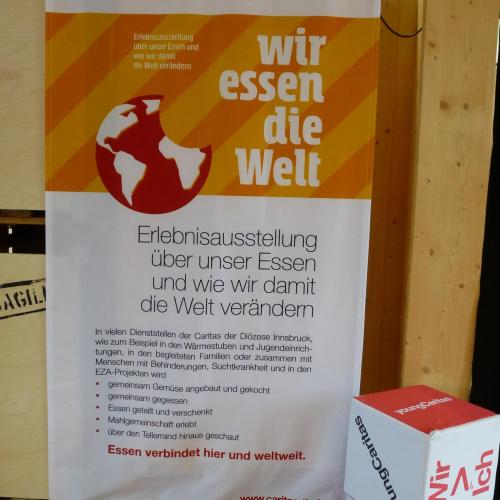 Erlebnisausstellung
über unser Essen und
wie wir damit
die Welt verändern
wir
essen
die
Welt
Erlebnisausstellung
über unser Essen
und wie wir damit
die Welt verändern
In vielen Dienststellen der Caritas der Diözese Innsbruck,
wie zum Beispiel in den Wärmestuben und Jugendeinrich-
tungen, in den begleiteten Familien oder zusammen mit
Menschen mit Behinderungen, Suchtkrankheit und in den
EZA-Projekten wird
• gemeinsam Gemüse angebaut und gekocht
• gemeinsam gegessen
• Essen geteilt und verschenkt
• Mahlgemeinschaft erlebt
• über den Tellerrand hinaus geschaut
Essen verbindet hier und weltweit.
youngCaritas
ungCaritas
Wir
Ich